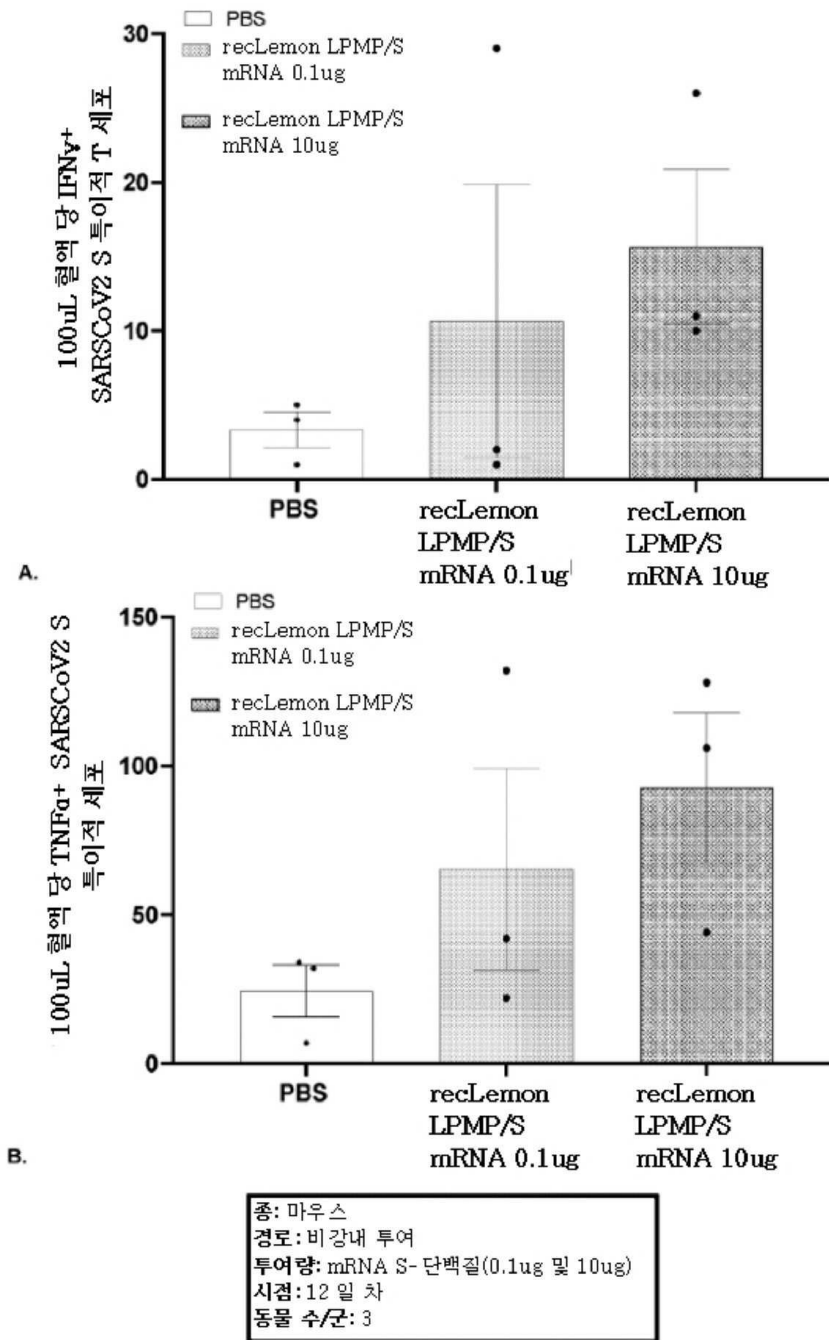 PBS
recLemon LPMP/S
mRNA 0.1ug
recLemon LPMP/S
mRNA 10ug
100uL 혈액 당 IFNγ+
SARSCoV2 S 특이적 T 세포
30
20
10
0
PBS
recLemon
LPMP/S
mRNA 0.1ug
recLemon
LPMP/S
mRNA 10ug
A.
PBS
recLemon LPMP/S
mRNA 0.1ug
recLemon LPMP/S
mRNA 10ug
100uL 혈액 당 TNFα+ SARSCoV2 S
특이적 세포
150
100
50
0
PBS
recLemon
LPMP/S
mRNA 0.1ug
recLemon
LPMP/S
mRNA 10ug
B.
종: 마우스
경로: 비강내 투여
투여량: mRNA S-단백질(0.1ug 및 10ug)
시점: 12 일 차
동물 수/군: 3